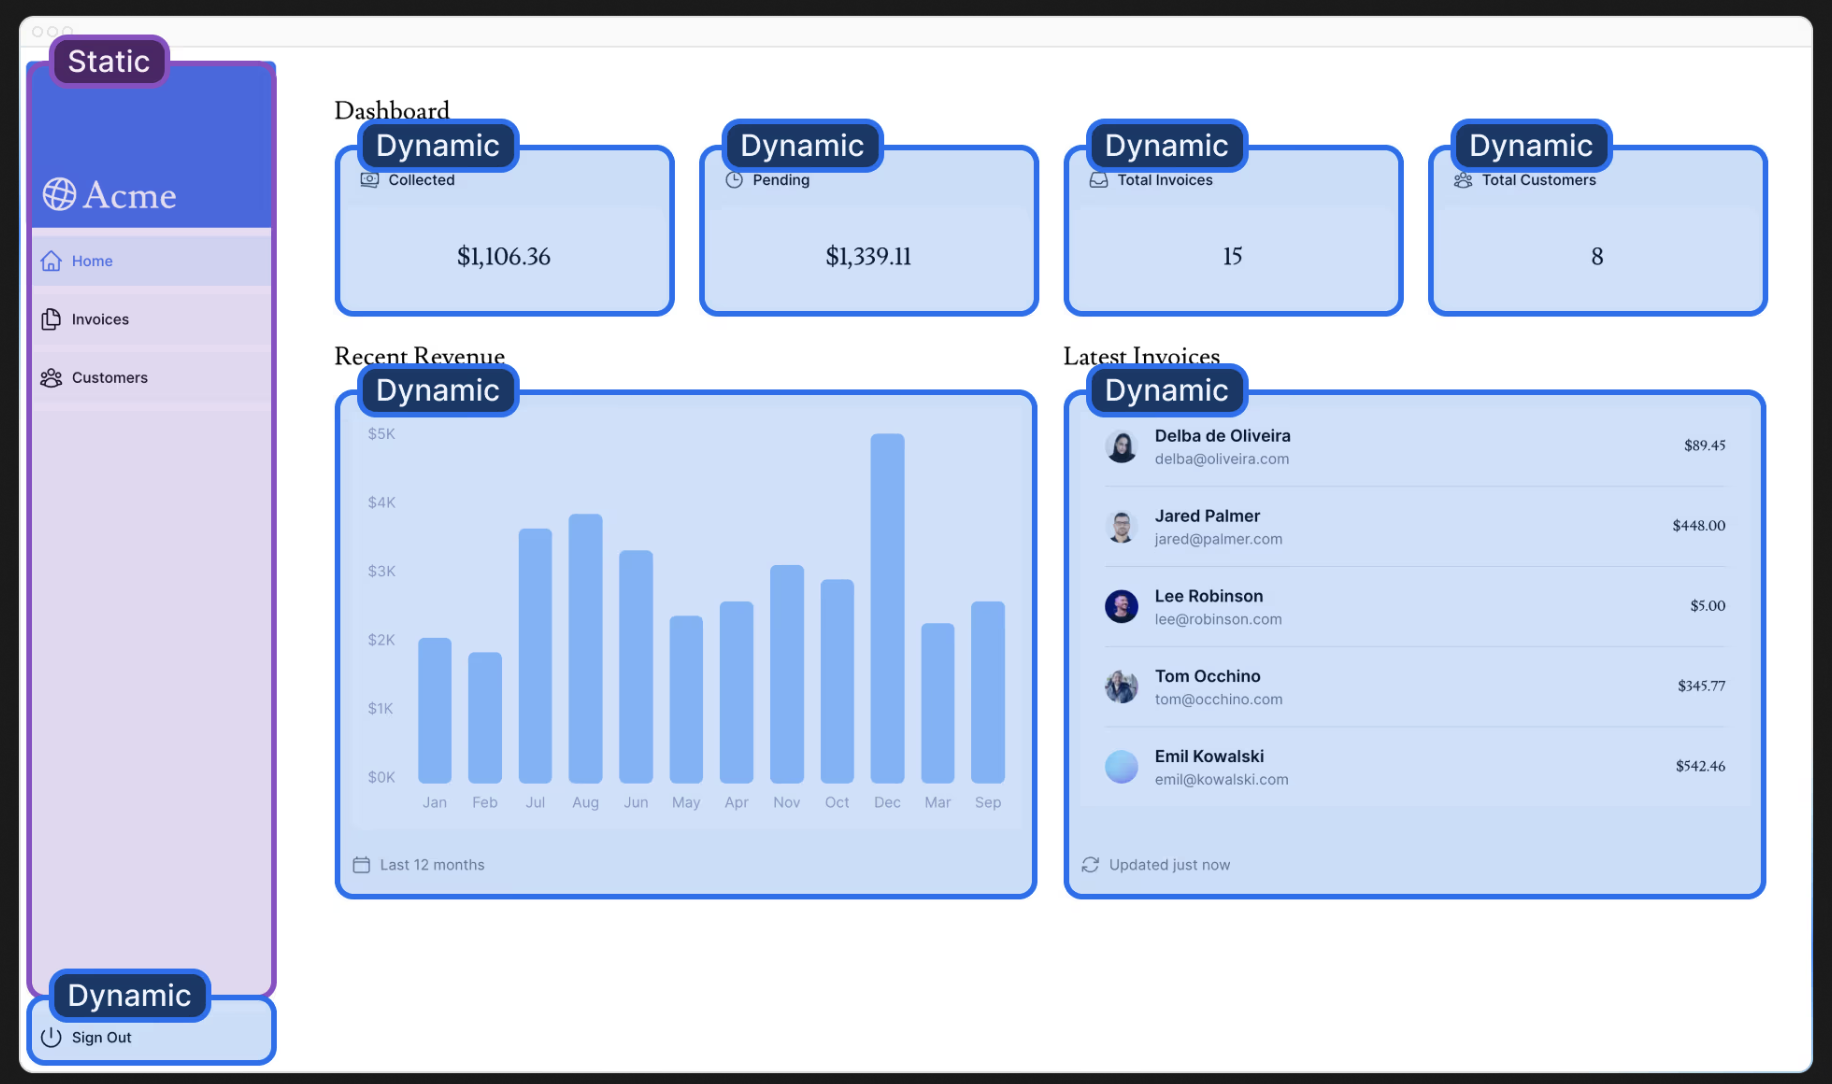 Static
Acme
Home
Invoices
Customers
Dynamic
Sign Out
Dashboard
Dynamic
Collected
$1,106.36
Dynamic
Pending
$1,339.11
Dynamic
Total Invoices
15
Dynamic
Total Customers
8
Recent Revenue
Dynamic
$5K
$4K
$3K
$2K
$1K
$0K
Jan Feb Jul Aug Jun May Apr Nov Oct Dec Mar Sep
Last 12 months
Latest Invoices
Dynamic
Delba de Oliveira
delba@oliveira.com
$89.45
Jared Palmer
jared@palmer.com
$448.00
Lee Robinson
lee@robinson.com
$5.00
Tom Occhino
tom@occhino.com
$345.77
Emil Kowalski
emil@kowalski.com
$542.46
Updated just now